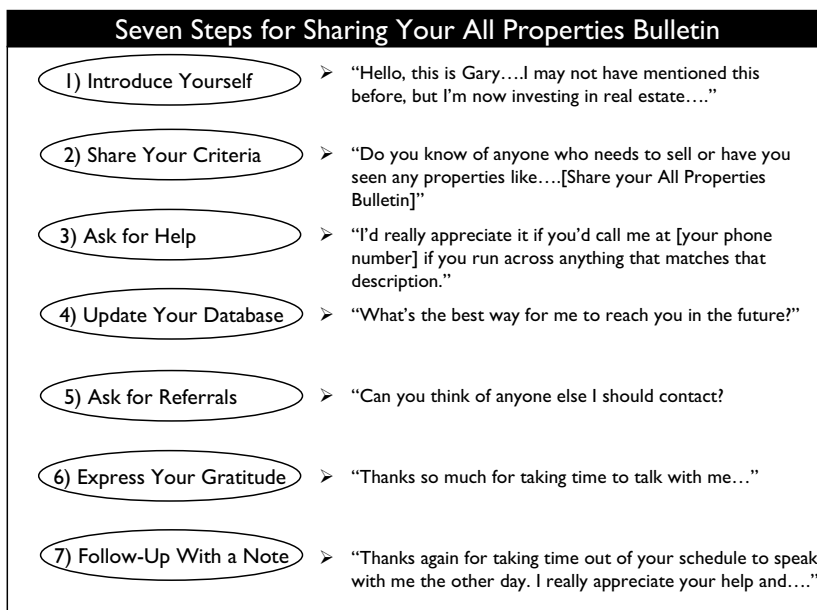 Seven Steps for Sharing Your All Properties Bulletin
1) Introduce Yourself
➢ “Hello, this is Gary….I may not have mentioned this
before, but I’m now investing in real estate….”
2) Share Your Criteria
➢ “Do you know of anyone who needs to sell or have you
seen any properties like….[Share your All Properties
Bulletin]”
3) Ask for Help
➢ “I’d really appreciate it if you’d call me at [your phone
number] if you run across anything that matches that
description.”
4) Update Your Database
➢ “What’s the best way for me to reach you in the future?”
5) Ask for Referrals
➢ “Can you think of anyone else I should contact?
6) Express Your Gratitude
➢ “Thanks so much for taking time to talk with me…”
7) Follow-Up With a Note
➢ “Thanks again for taking time out of your schedule to speak
with me the other day. I really appreciate your help and….”